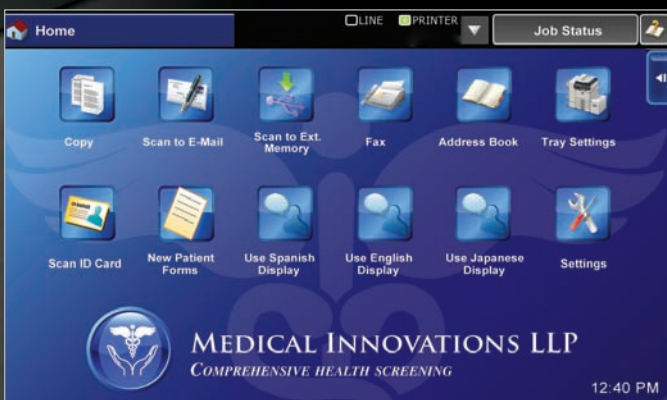 Home
LINE
PRINTER
Job Status
Copy
Scan to E-Mail
Scan to Ext.
Memory
Fax
Address Book
Tray Settings
Scan ID Card
New Patient
Forms
Use Spanish
Display
Use English
Display
Use Japanese
Display
Settings
MEDICAL INNOVATIONS LLP
COMPREHENSIVE HEALTH SCREENING
12:40 PM